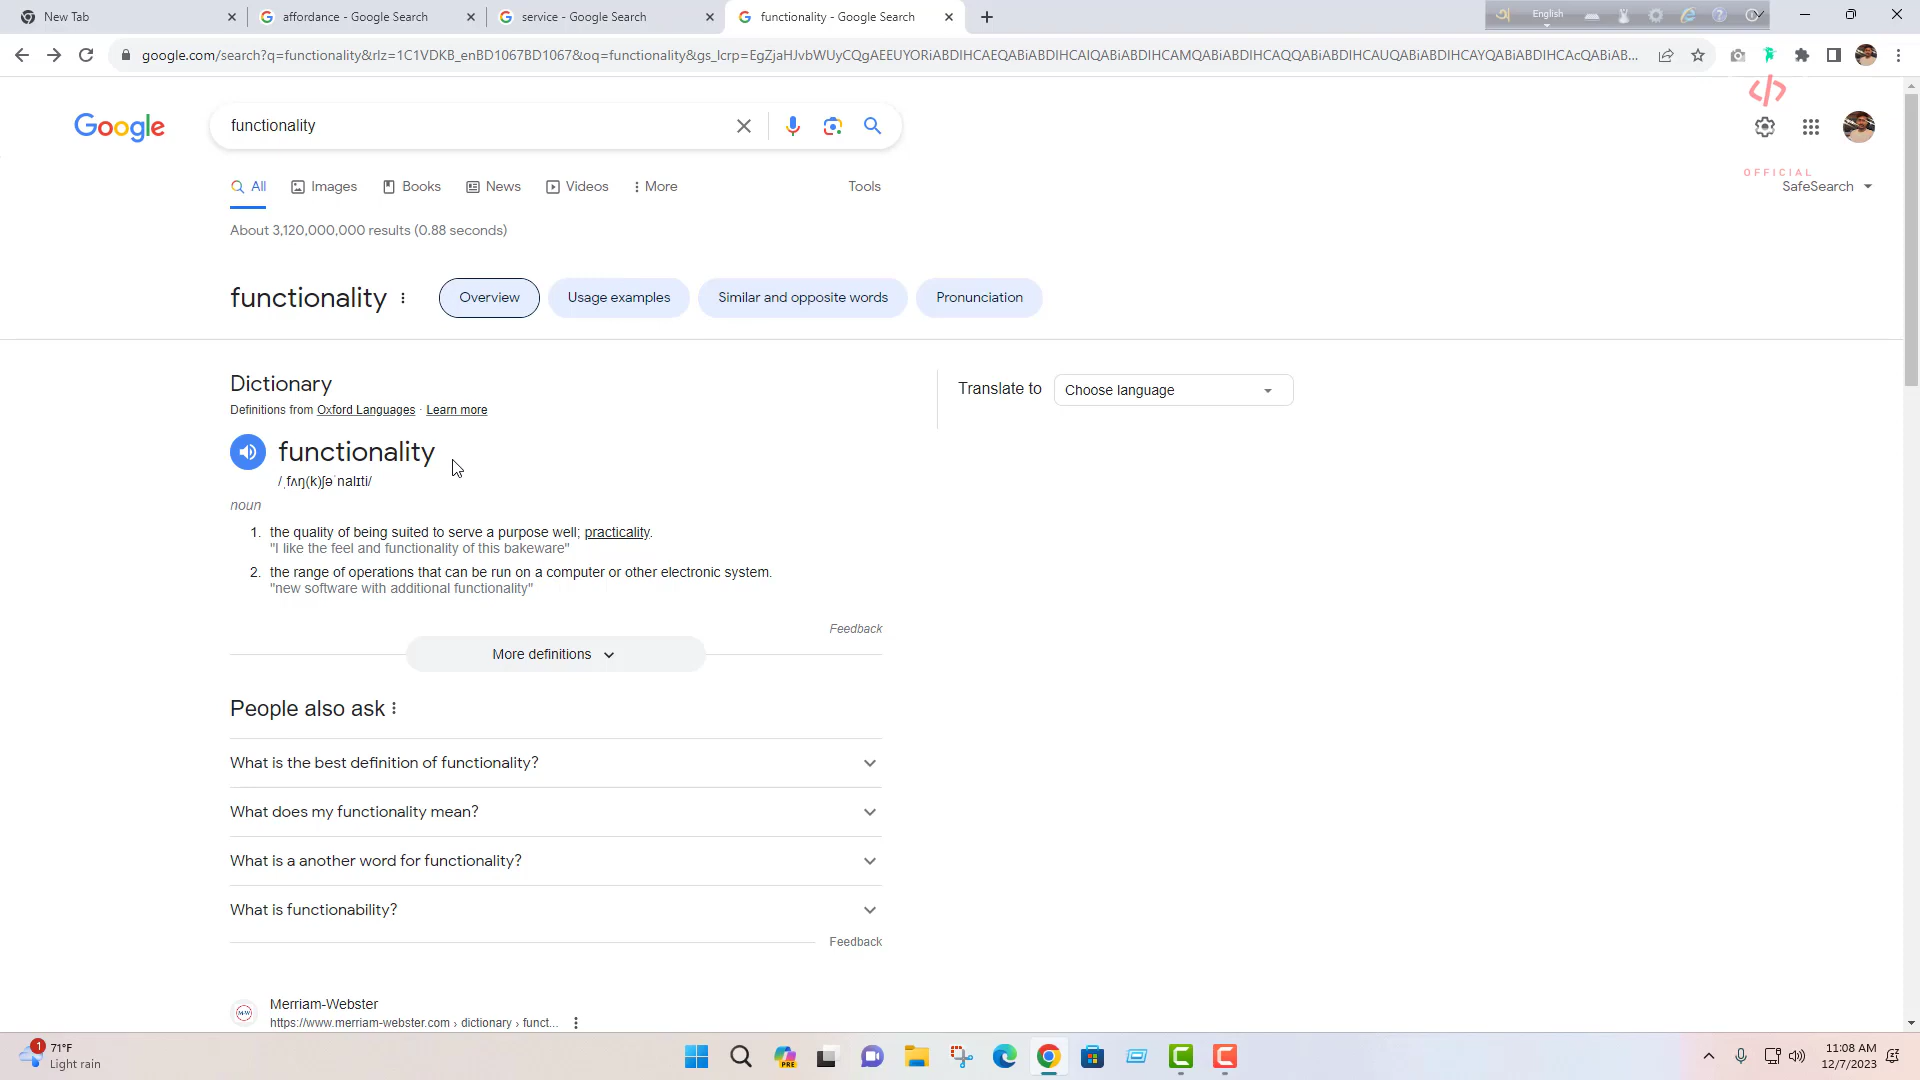 New Tab
affordance - Google Search
service - Google Search
functionality - Google Search
English
google.com/search?q=functionality&rlz=1C1VDKB_enBD1067BD1067&oq=functionality&gs_lcrp=EgZjaHJvbWUyCQgAEEUYORiABDIHCAEQABiABDIHCAIQABiABDIHCAMQABiABDIHCAQQABiABDIHCAUQABiABDIHCAYQABiABDIHCAcQABiAB...
</>
Google
functionality
OFFICIAL
All
Images
Books
News
Videos
More
Tools
SafeSearch
About 3,120,000,000 results (0.88 seconds)
functionality
Overview
Usage examples
Similar and opposite words
Pronunciation
Dictionary
Definitions from Oxford Languages · Learn more
Translate to
Choose language
functionality
/ˌfʌŋ(k)ʃəˈnalɪti/
noun
1. the quality of being suited to serve a purpose well; practicality.
"I like the feel and functionality of this bakeware"
2. the range of operations that can be run on a computer or other electronic system.
"new software with additional functionality"
Feedback
More definitions
People also ask
What is the best definition of functionality?
What does my functionality mean?
What is a another word for functionality?
What is functionability?
Feedback
Merriam-Webster
https://www.merriam-webster.com › dictionary › funct...
1
71°F
Light rain
PRE
11:08 AM
12/7/2023